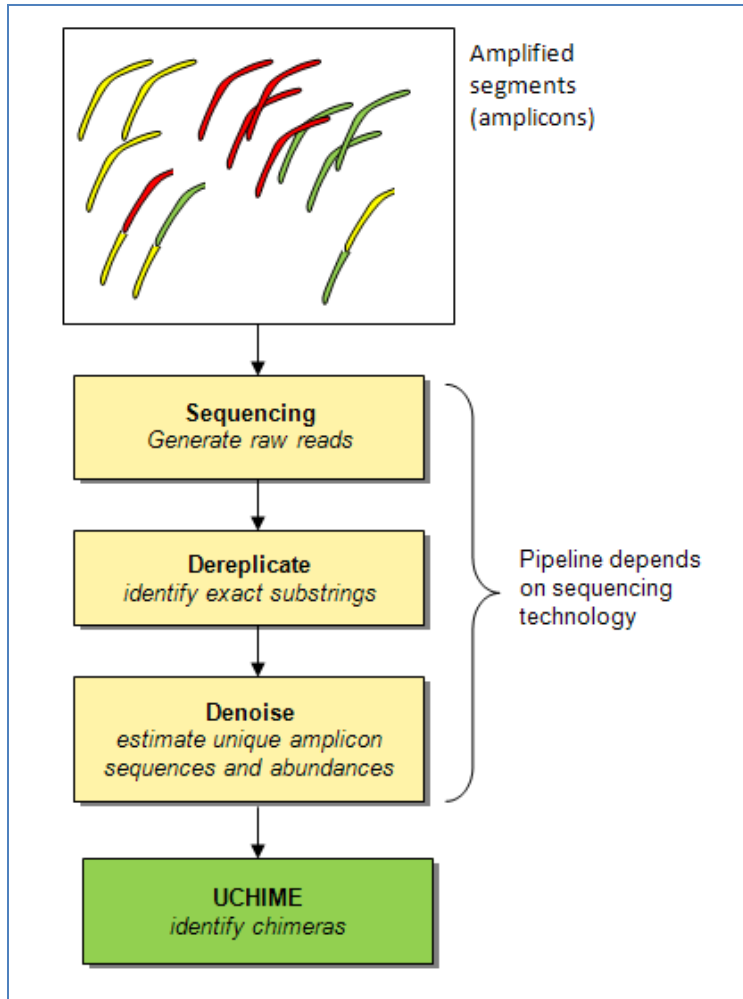 Amplified
segments
(amplicons)
Sequencing
Generate raw reads
Dereplicate
identify exact substrings
Pipeline depends
on sequencing
technology
Denoise
estimate unique amplicon
sequences and abundances
UCHIME
identify chimeras